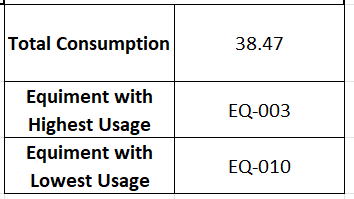 Total Consumption 38.47
Equiment with
Highest Usage
EQ-003
Equiment with
Lowest Usage
EQ-010